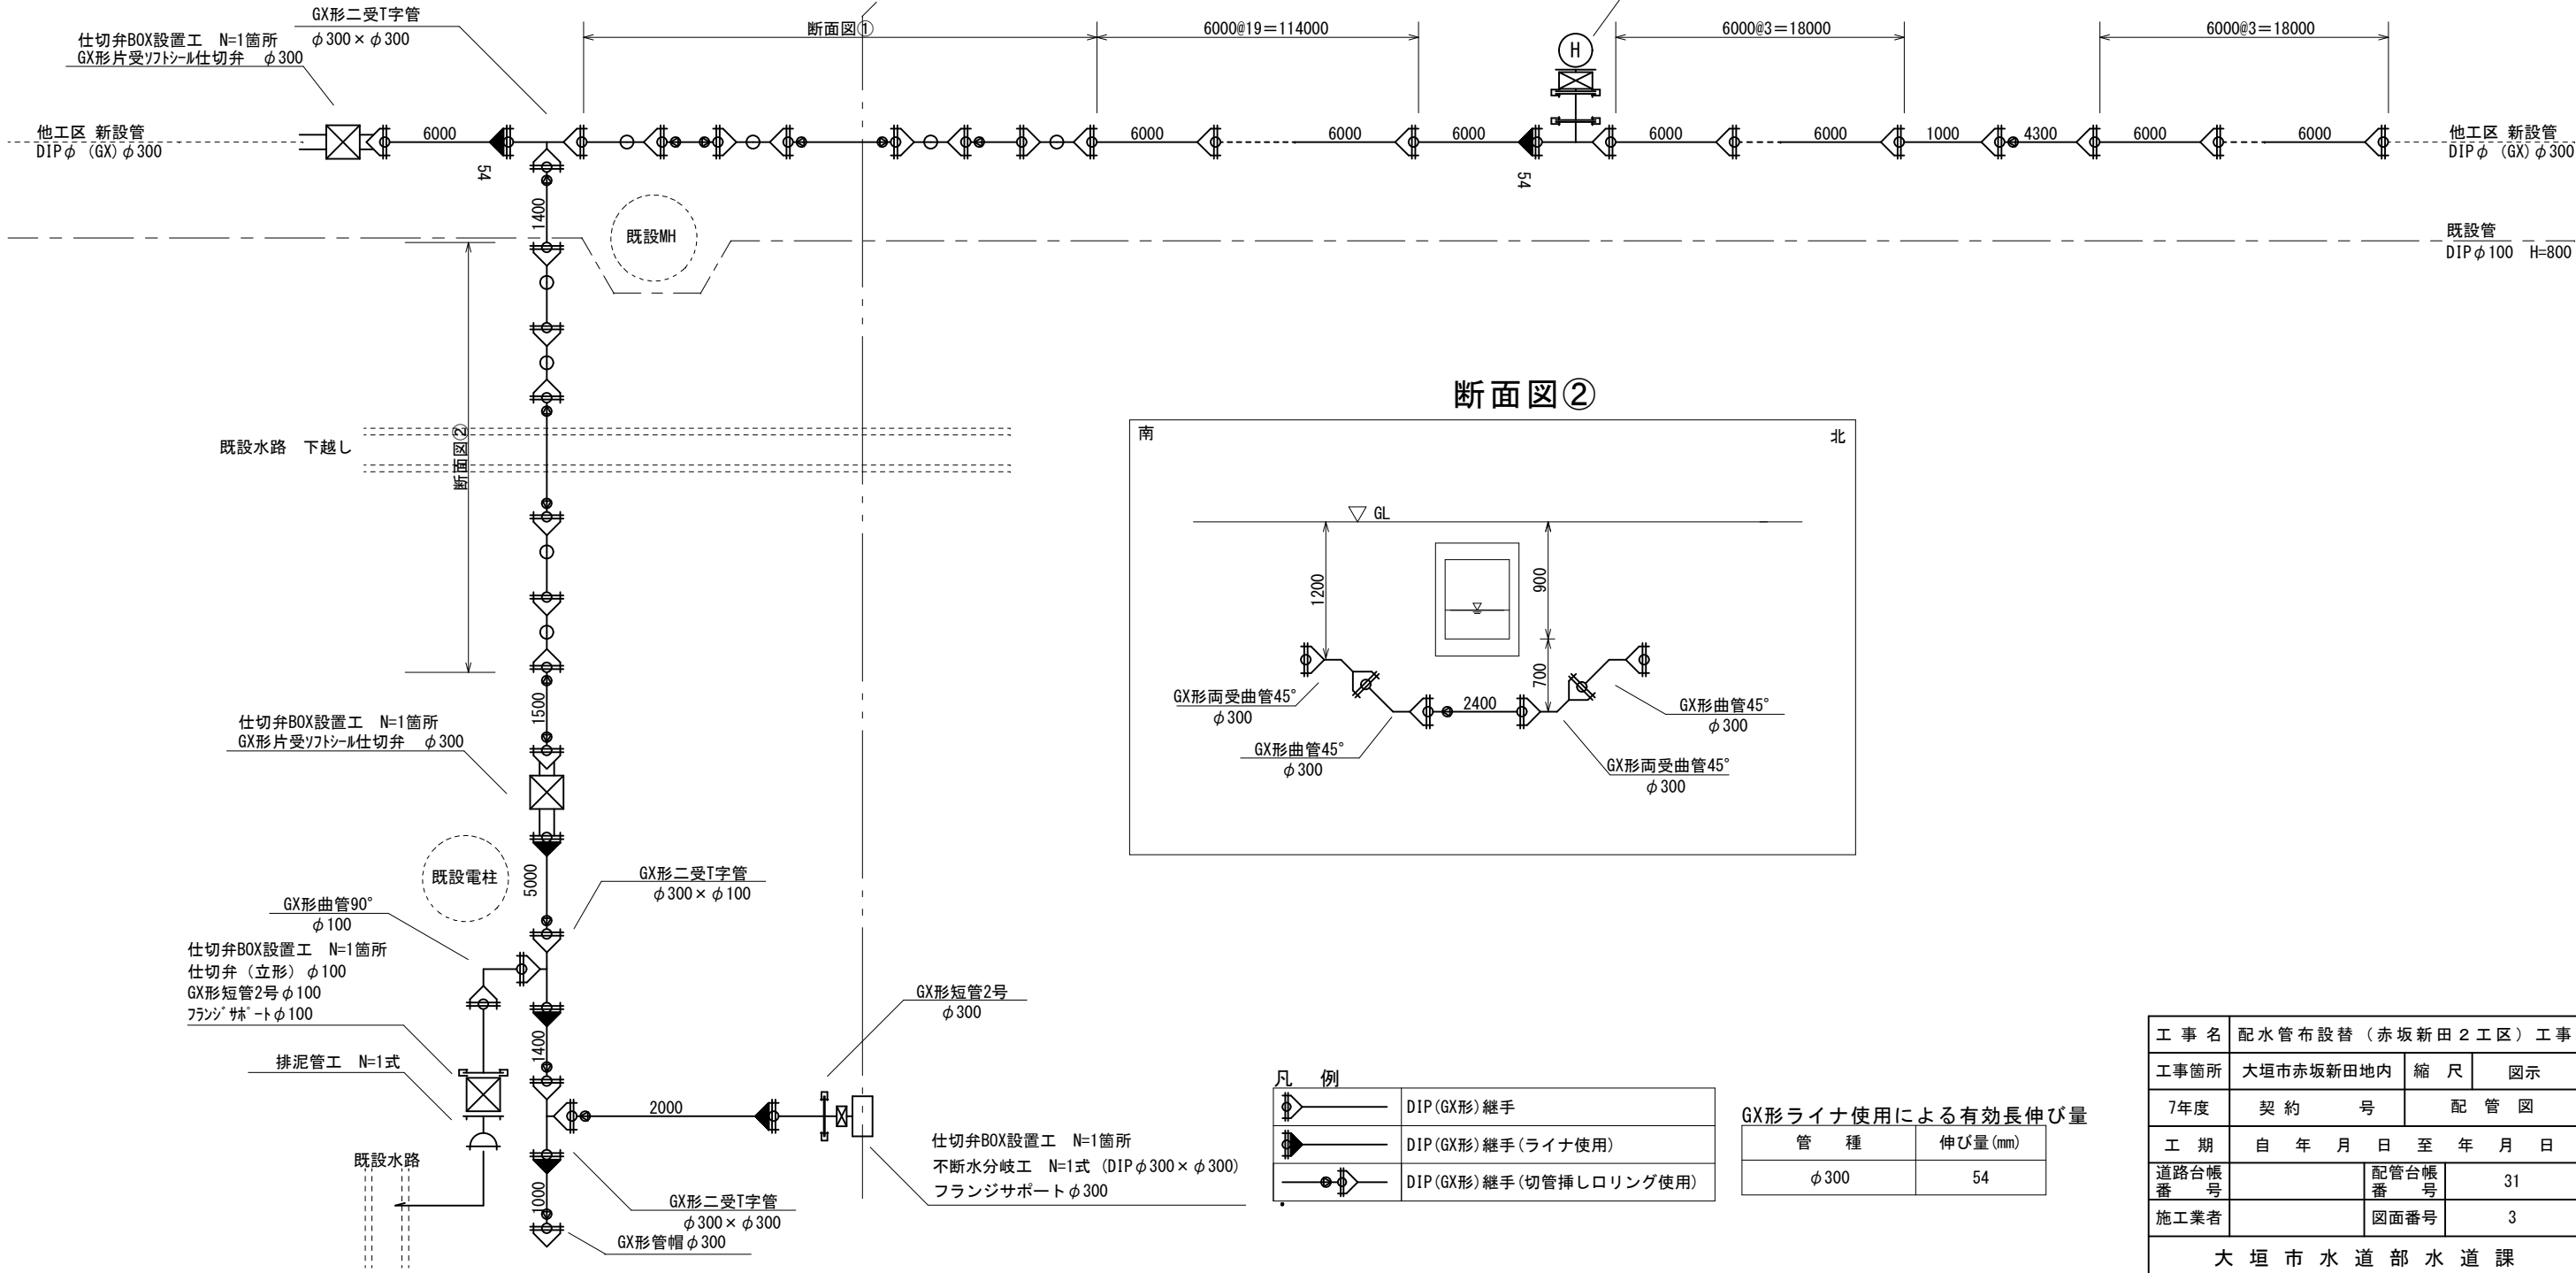 GX形二受T字管
φ300×φ300
仕切弁BOX設置工　N=1箇所
GX形片受ソフトシール仕切弁　φ300
断面図①
6000@19＝114000
H
6000@3＝18000
6000@3＝18000
他工区 新設管
DIPφ (GX)φ300
6000
54
6000
6000
6000
54
6000
6000
1000
4300
6000
6000
他工区 新設管
DIPφ (GX)φ300
1400
既設MH
既設管
DIPφ100　H=800
既設水路　下越し
断面図②
断面図②
南
北
GL
1200
900
700
2400
GX形両受曲管45°
φ300
GX形曲管45°
φ300
GX形曲管45°
φ300
GX形両受曲管45°
φ300
1500
仕切弁BOX設置工　N=1箇所
GX形片受ソフトシール仕切弁　φ300
既設電柱
5000
GX形二受T字管
φ300×φ100
GX形曲管90°
φ100
仕切弁BOX設置工　N=1箇所
仕切弁（立形）φ100
GX形短管2号φ100
フランジサポートφ100
排泥管工　N=1式
1400
GX形短管2号
φ300
2000
仕切弁BOX設置工　N=1箇所
不断水分岐工　N=1式（DIPφ300×φ300）
フランジサポートφ300
既設水路
1000
GX形二受T字管
φ300×φ300
GX形管帽φ300
凡　例
DIP(GX形)継手
DIP(GX形)継手(ライナ使用)
DIP(GX形)継手(切管挿しロリング使用)
GX形ライナ使用による有効長伸び量
管　種　伸び量(mm)
φ300　54
工 事 名　配水管布設替（赤坂新田２工区）工事
工事箇所　大垣市赤坂新田地内　縮　尺　図示
7年度　契 約　　号　配　管　図
工　期　自　年　月　日　至　年　月　日
道路台帳番　号　配管台帳番　号　31
施工業者　図面番号　3
大 垣 市 水 道 部 水 道 課